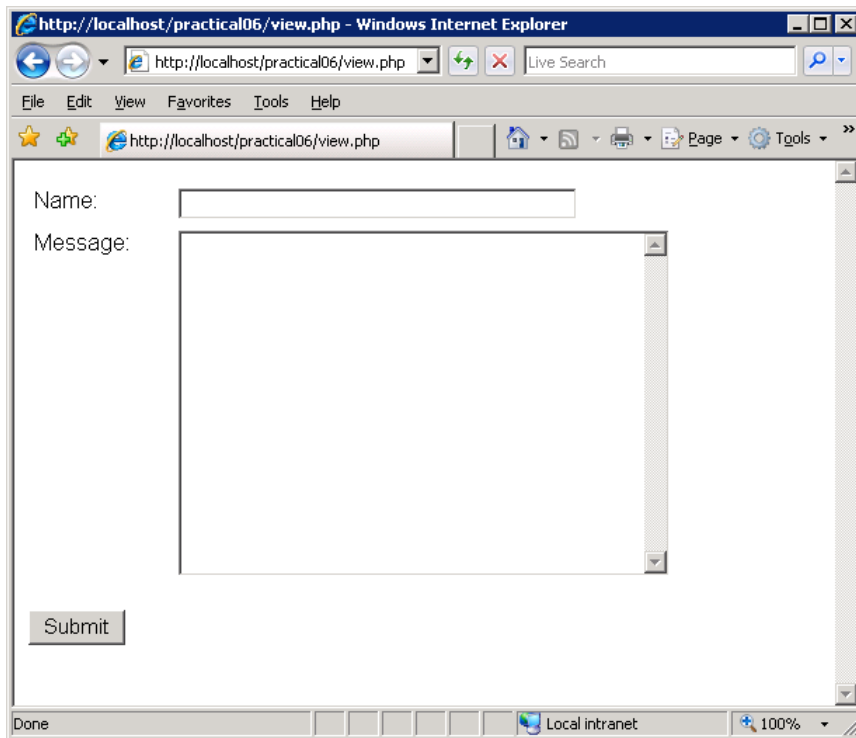 http://localhost/practical06/view.php - Windows Internet Explorer
http://localhost/practical06/view.php Live Search
File Edit View Favorites Tools Help
http://localhost/practical06/view.php Page Tools »
Name:
Message:
Submit
Done Local intranet 100%